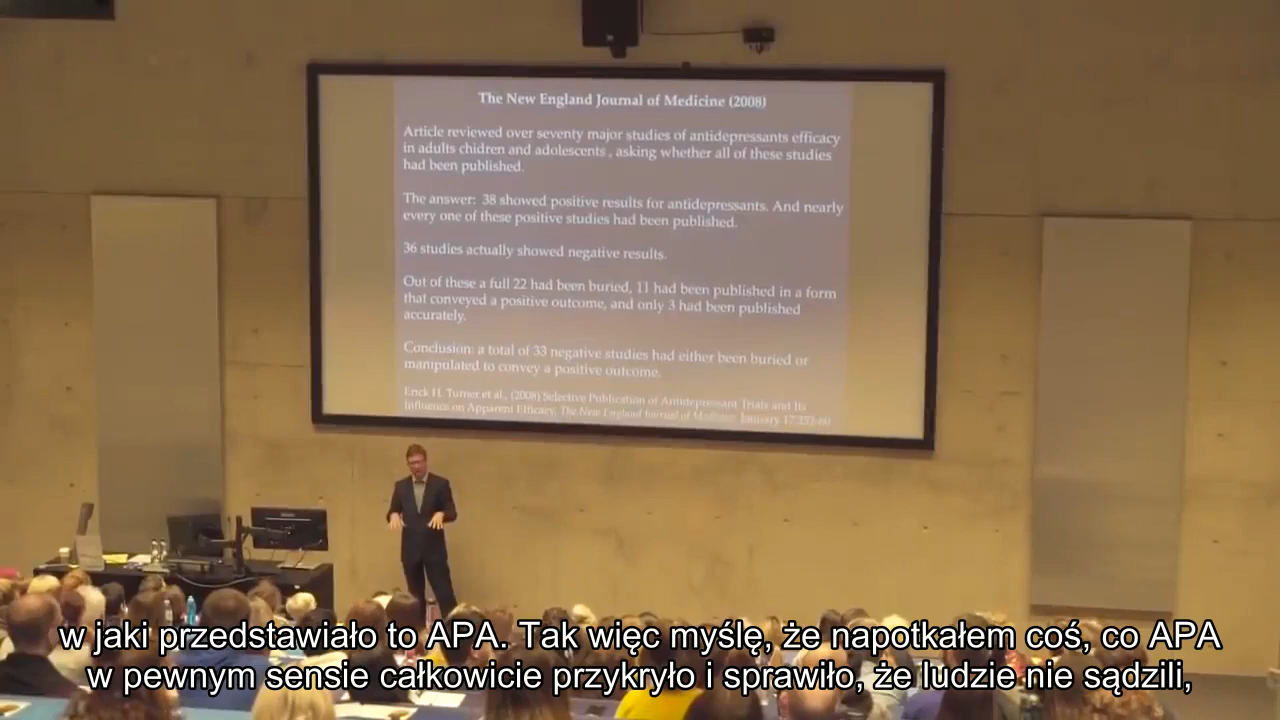 The New England Journal of Medicine (2008)
Article reviewed over seventy major studies of antidepressants efficacy
in adults chidren and adolescents , asking whether all of these studies
had been published.
The answer: 38 showed positive results for antidepressants. And nearly
every one of these positive studies had been published.
36 studies actually showed negative results.
Out of these a full 22 had been buried, 11 had been published in a form
that conveyed a positive outcome, and only 3 had been published
accurately.
Conclusion: a total of 33 negative studies had either been buried or
manipulated to convey a positive outcome.
Erick H. Turner et al., (2008) Selective Publication of Antidepressant Trials and Its
Influence on Apparent Efficacy, The New England Journal of Medicine January 17:252-60
w jaki przedstawiało to APA. Tak więc myślę, że napotkałem coś, co APA
w pewnym sensie całkowicie przykryło i sprawiło, że ludzie nie sądzili,